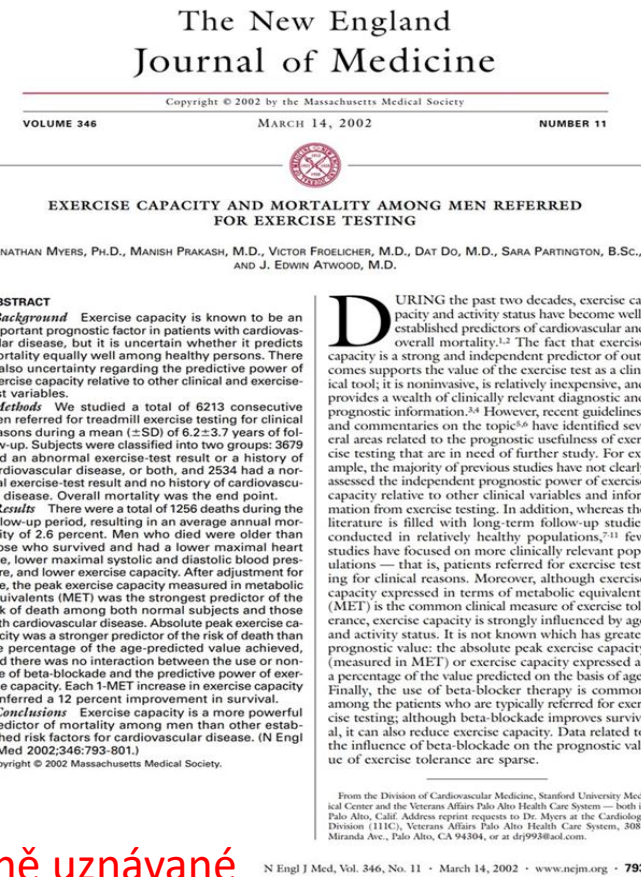 The New England
Journal of Medicine
Copyright © 2002 by the Massachusetts Medical Society
VOLUME 346
MARCH 14, 2002
NUMBER 11
EXERCISE CAPACITY AND MORTALITY AMONG MEN REFERRED
FOR EXERCISE TESTING
NATHAN MYERS, PH.D., MANISH PRAKASH, M.D., VICTOR FROELICHER, M.D., DAT DO, M.D., SARA PARTINGTON, B.SC.,
AND J. EDWIN ATWOOD, M.D.
BSTRACT
Background Exercise capacity is known to be an
portant prognostic factor in patients with cardiovas-
lar disease, but it is uncertain whether it predicts
ortality equally well among healthy persons. There
also uncertainty regarding the predictive power of
ercise capacity relative to other clinical and exercise-
st variables.
Methods We studied a total of 6213 consecutive
en referred for treadmill exercise testing for clinical
asons during a mean (±SD) of 6.2±3.7 years of fol-
w-up. Subjects were classified into two groups: 3679
d an abnormal exercise-test result or a history of
rdiovascular disease, or both, and 2534 had a nor-
al exercise-test result and no history of cardiovascu-
disease. Overall mortality was the end point.
Results There were a total of 1256 deaths during the
low-up period, resulting in an average annual mor-
ity of 2.6 percent. Men who died were older than
ose who survived and had a lower maximal heart
e, lower maximal systolic and diastolic blood pres-
re, and lower exercise capacity. After adjustment for
e, the peak exercise capacity measured in metabolic
uivalents (MET) was the strongest predictor of the
k of death among both normal subjects and those
th cardiovascular disease. Absolute peak exercise ca-
city was a stronger predictor of the risk of death than
e percentage of the age-predicted value achieved,
d there was no interaction between the use or non-
e of beta-blockade and the predictive power of exer-
e capacity. Each 1-MET increase in exercise capacity
nferred a 12 percent improvement in survival.
Conclusions Exercise capacity is a more powerful
edictor of mortality among men than other estab-
hed risk factors for cardiovascular disease. (N Engl
Med 2002;346:793-801.)
pyright © 2002 Massachusetts Medical Society.
DURING the past two decades, exercise ca
pacity and activity status have become well
established predictors of cardiovascular and
overall mortality.1,2 The fact that exercise
capacity is a strong and independent predictor of out
comes supports the value of the exercise test as a clin
ical tool; it is noninvasive, is relatively inexpensive, and
provides a wealth of clinically relevant diagnostic and
prognostic information.3,4 However, recent guidelines
and commentaries on the topic5,6 have identified sev
eral areas related to the prognostic usefulness of exer
cise testing that are in need of further study. For ex
ample, the majority of previous studies have not clearly
assessed the independent prognostic power of exercise
capacity relative to other clinical variables and infor
mation from exercise testing. In addition, whereas the
literature is filled with long-term follow-up studies
conducted in relatively healthy populations,7-11 few
studies have focused on more clinically relevant pop
ulations — that is, patients referred for exercise test
ing for clinical reasons. Moreover, although exercise
capacity expressed in terms of metabolic equivalents
(MET) is the common clinical measure of exercise tol
erance, exercise capacity is strongly influenced by age
and activity status. It is not known which has greater
prognostic value: the absolute peak exercise capacity
(measured in MET) or exercise capacity expressed as
a percentage of the value predicted on the basis of age.
Finally, the use of beta-blocker therapy is common
among the patients who are typically referred for exer
cise testing; although beta-blockade improves surviv
al, it can also reduce exercise capacity. Data related to
the influence of beta-blockade on the prognostic val
ue of exercise tolerance are sparse.
From the Division of Cardiovascular Medicine, Stanford University Med
ical Center and the Veterans Affairs Palo Alto Health Care System — both i
Palo Alto, Calif. Address reprint requests to Dr. Myers at the Cardiology
Division (111C), Veterans Affairs Palo Alto Health Care System, 3801
Miranda Ave., Palo Alto, CA 94304, or at drj993@aol.com.
ně uznávané
N Engl J Med, Vol. 346, No. 11 · March 14, 2002 · www.nejm.org · 793